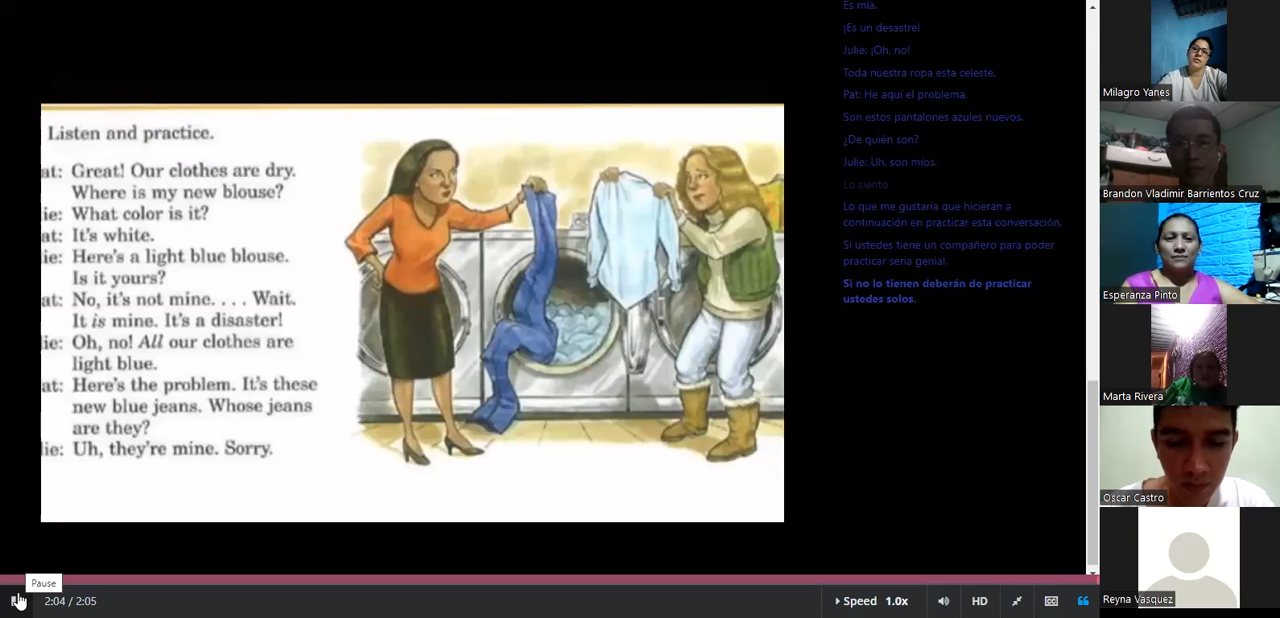 Listen and practice.
at: Great! Our clothes are dry.
Where is my new blouse?
ie: What color is it?
at: It's white.
ie: Here's a light blue blouse.
Is it yours?
at: No, it's not mine. . . . Wait.
It is mine. It's a disaster!
ie: Oh, no! All our clothes are
light blue.
at: Here's the problem. It's these
new blue jeans. Whose jeans
are they?
ie: Uh, they're mine. Sorry.
Es mía.
¡Es un desastre!
Julie: ¡Oh, no!
Toda nuestra ropa esta celeste.
Pat: He aquí el problema.
Son estos pantalones azules nuevos.
¿De quién son?
Julie: Uh, son míos.
Lo siento.
Lo que me gustaría que hicieran a
continuación en practicar esta conversación.
Si ustedes tiene un compañero para poder
practicar seria genial.
Si no lo tienen deberán de practicar
ustedes solos.
Pause
2:04 / 2:05
Speed 1.0x
HD
CC
Milagro Yanes
Brandon Vladimir Barrientos Cruz
Esperanza Pinto
Marta Rivera
Oscar Castro
Reyna Vasquez